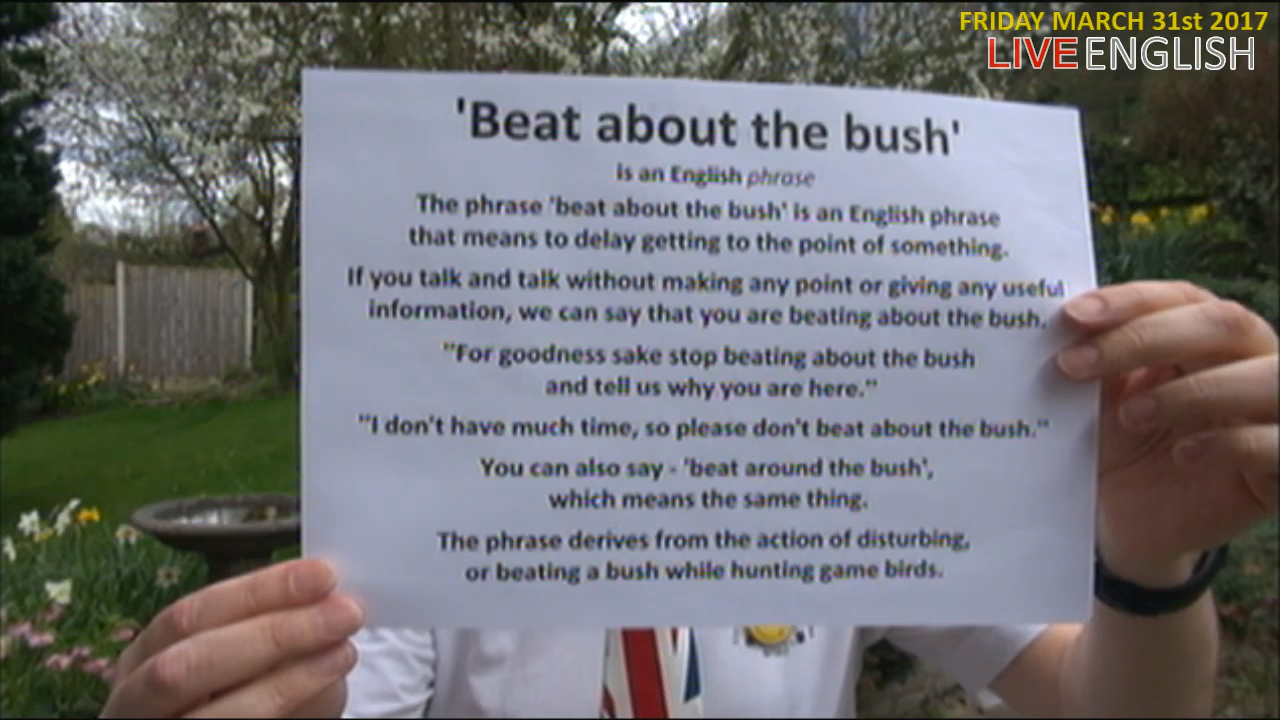 FRIDAY MARCH 31st 2017
LIVE ENGLISH
'Beat about the bush'
is an English phrase
The phrase 'beat about the bush' is an English phrase
that means to delay getting to the point of something.
If you talk and talk without making any point or giving any useful
information, we can say that you are beating about the bush.
"For goodness sake stop beating about the bush
and tell us why you are here."
"I don't have much time, so please don't beat about the bush."
You can also say - 'beat around the bush',
which means the same thing.
The phrase derives from the action of disturbing,
or beating a bush while hunting game birds.